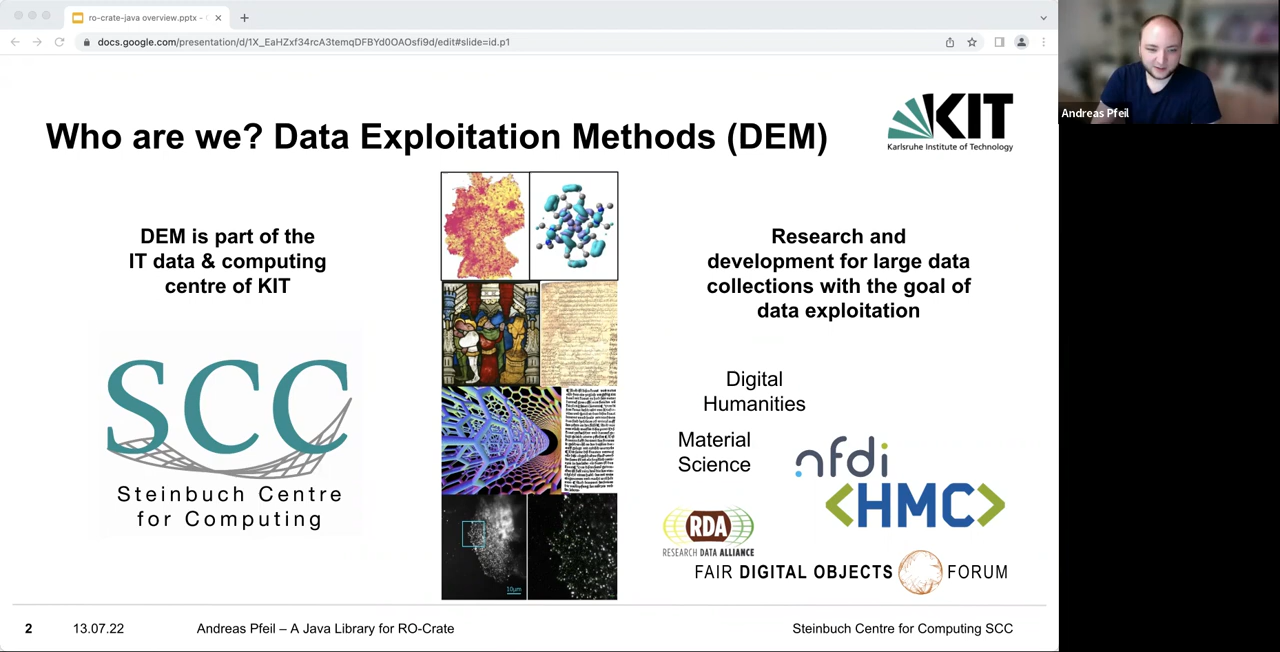 ro-crate-java overview.pptx -
docs.google.com/presentation/d/1X_EaHZxf34rcA3temqDFBYd0OAOsfi9d/edit#slide=id.p1
Andreas Pfeil
Who are we? Data Exploitation Methods (DEM)
KIT
Karlsruhe Institute of Technology
DEM is part of the
IT data & computing
centre of KIT
SCC
Steinbuch Centre
for Computing
10µm
Research and
development for large data
collections with the goal of
data exploitation
Digital
Humanities
Material
Science
nfdi
<HMC>
RDA
RESEARCH DATA ALLIANCE
FAIR DIGITAL OBJECTS FORUM
2 13.07.22 Andreas Pfeil – A Java Library for RO-Crate Steinbuch Centre for Computing SCC